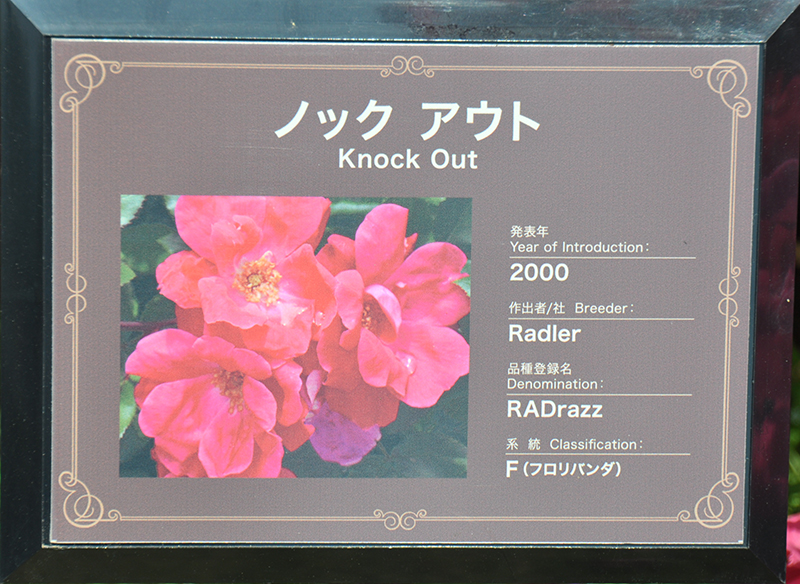 ノック アウト
Knock Out
発表年
Year of Introduction:
2000
作出者/社 Breeder:
Radler
品種登録名
Denomination:
RADrazz
系 統 Classification:
F(フロリバンダ)